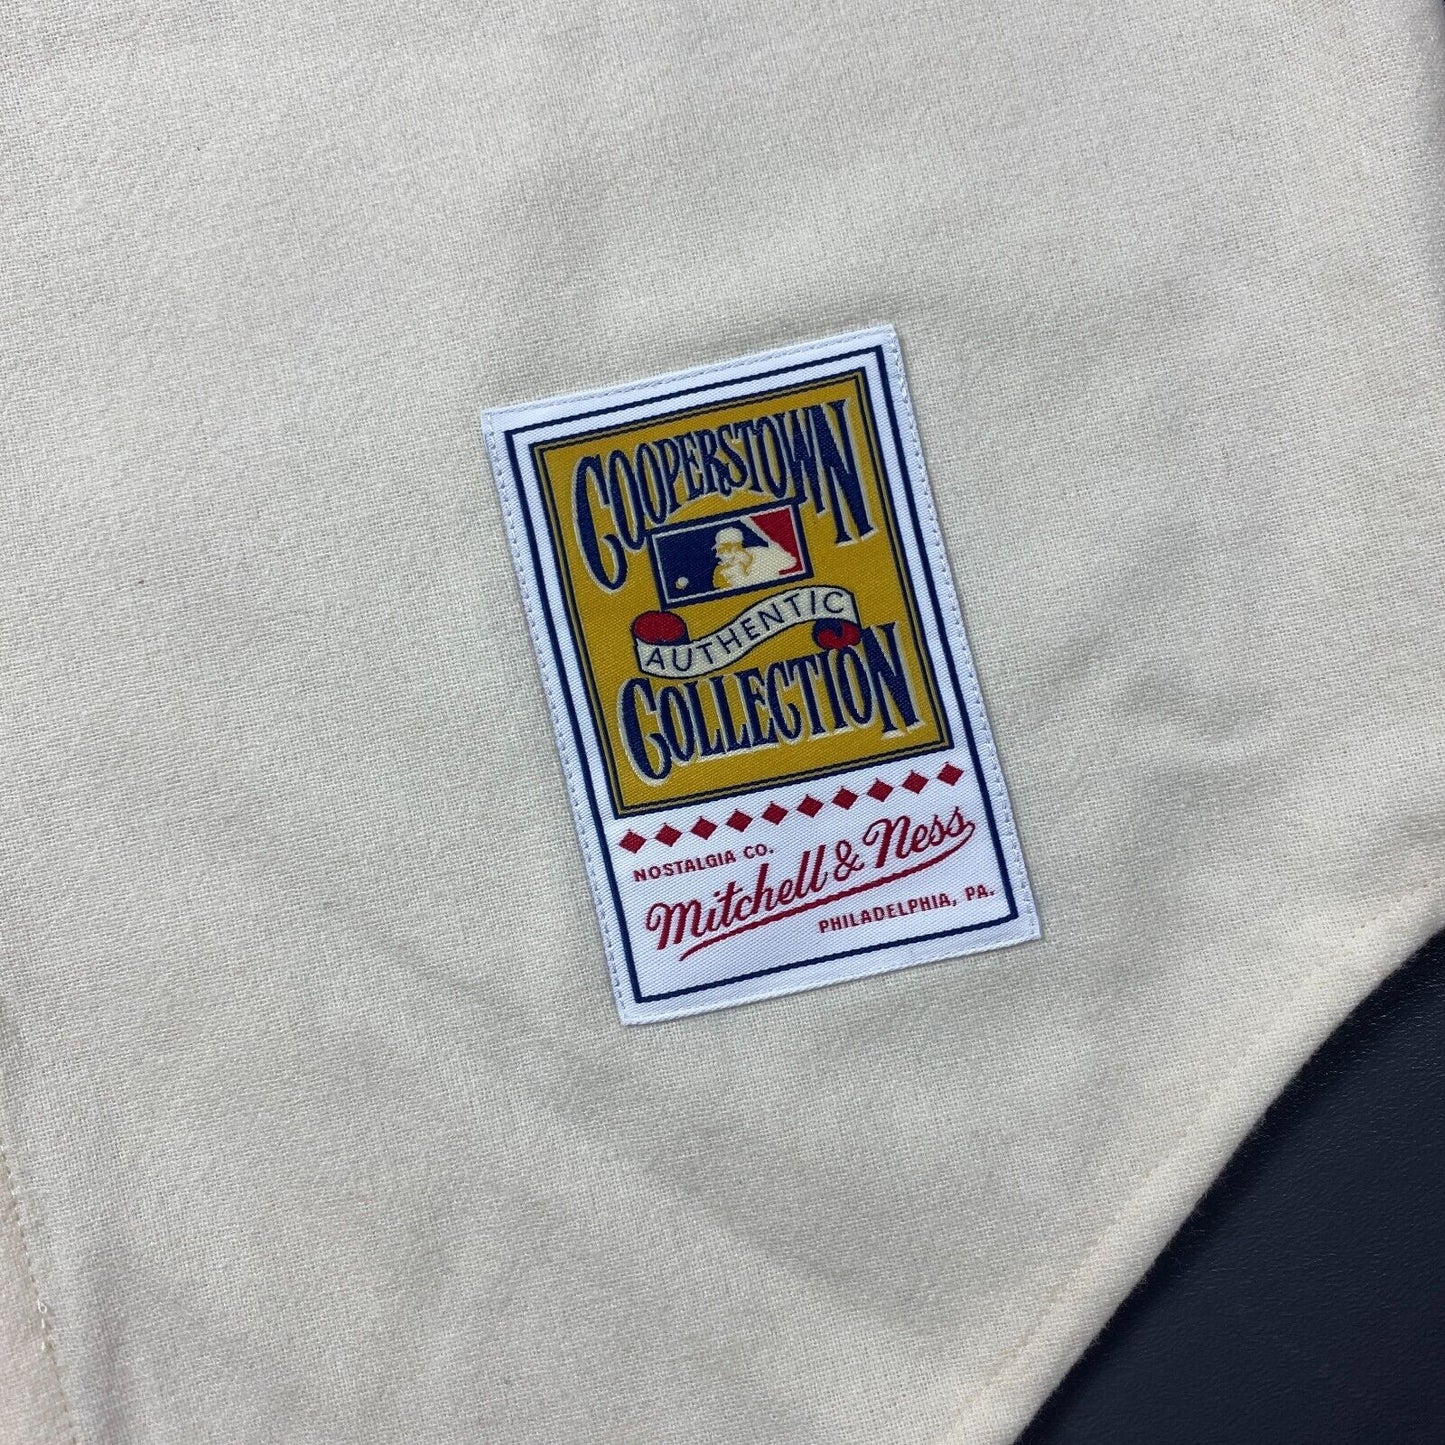 COOPERSTOWN
AUTHENTIC
COLLECTION
NOSTALGIA CO.
Mitchell & Ness
PHILADELPHIA, PA.